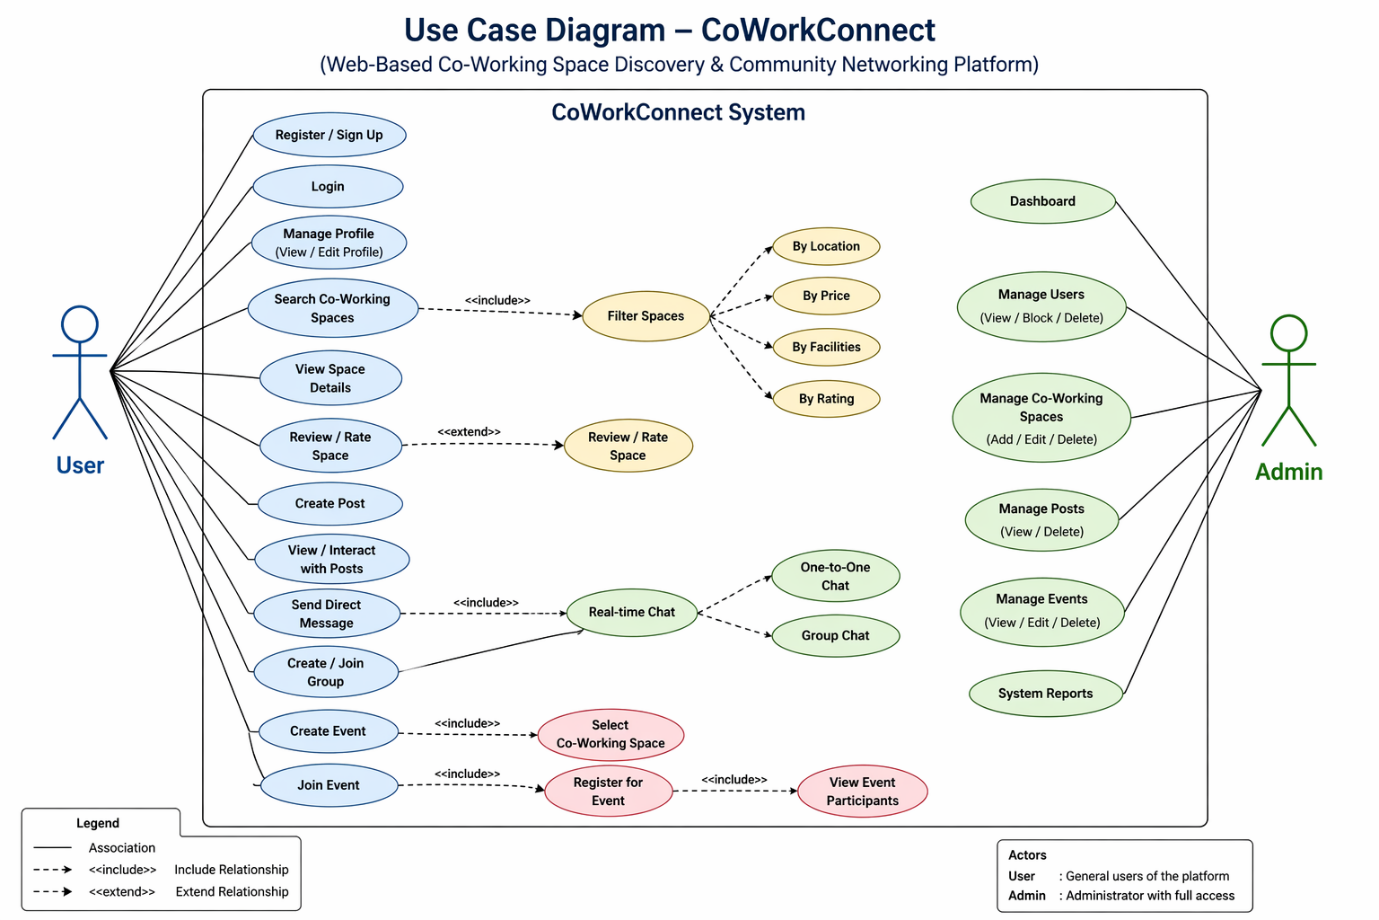 Use Case Diagram – CoWorkConnect
(Web-Based Co-Working Space Discovery & Community Networking Platform)
CoWorkConnect System
Register / Sign Up
Login
Manage Profile
(View / Edit Profile)
Search Co-Working
Spaces
View Space
Details
Review / Rate
Space
Create Post
View / Interact
with Posts
Send Direct
Message
Create / Join
Group
Create Event
Join Event
User
<<include>>
Filter Spaces
By Location
By Price
By Facilities
By Rating
<<extend>>
Review / Rate
Space
<<include>>
Real-time Chat
One-to-One
Chat
Group Chat
<<include>>
Select
Co-Working Space
<<include>>
Register for
Event
<<include>>
View Event
Participants
Dashboard
Manage Users
(View / Block / Delete)
Manage Co-Working
Spaces
(Add / Edit / Delete)
Manage Posts
(View / Delete)
Manage Events
(View / Edit / Delete)
System Reports
Admin
Legend
Association
<<include>> Include Relationship
<<extend>> Extend Relationship
Actors
User : General users of the platform
Admin : Administrator with full access